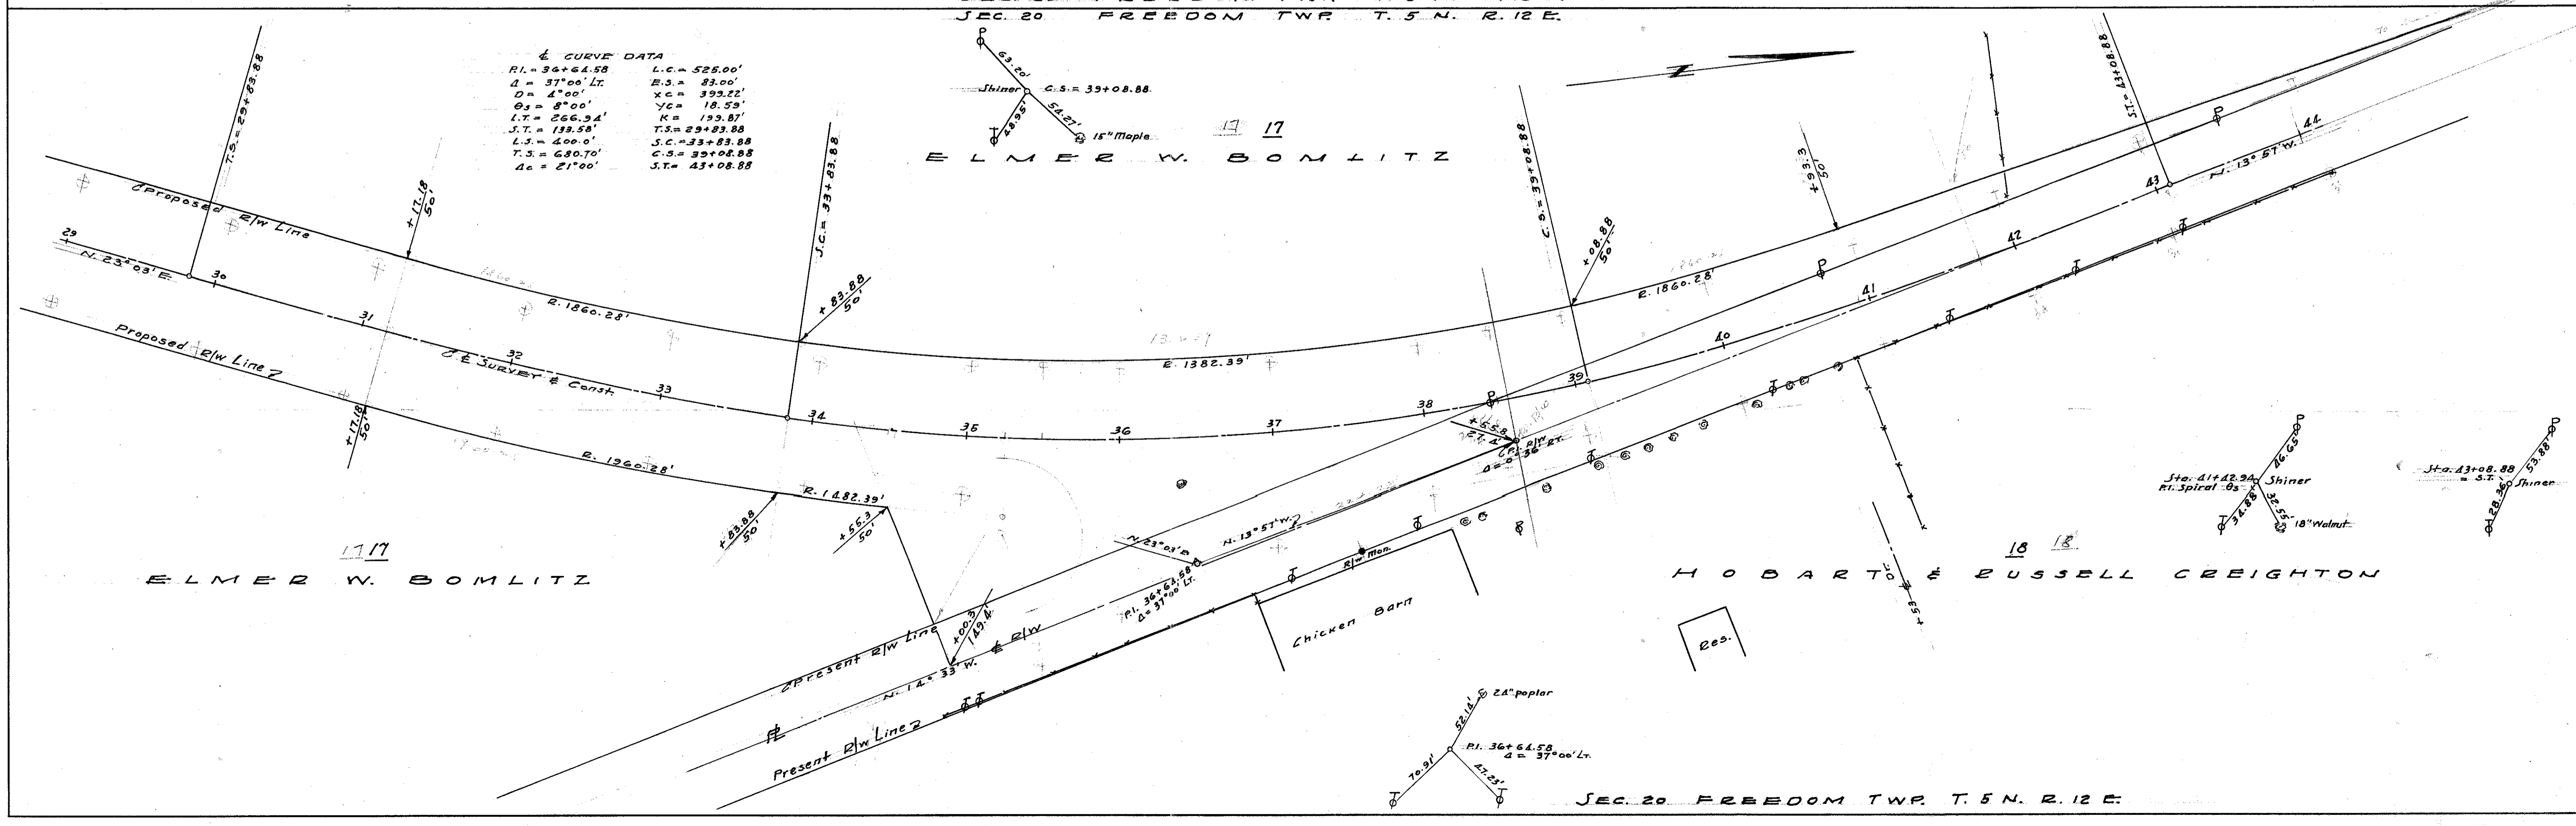 SEC. 20 FREEDOM TWP. T. 5 N. R. 12 E.
℄ CURVE DATA
P.I. = 36+64.58 L.C. = 525.00'
Δ = 37°00' LT. E.S. = 83.00'
D = 4°00' XC = 399.22'
θs = 8°00' YC = 18.59'
L.T. = 266.94' K = 199.87'
S.T. = 133.58' T.S. = 29+83.88
L.S. = 400.0' S.C. = 33+83.88
T.S. = 680.70' C.S. = 39+08.88
Δc = 21°00' S.T. = 43+08.88
63.20'
Shiner C.S. = 39+08.88
48.95'
54.27'
15" Maple
17 17
ELMER W. BOMLITZ
N
T.S. = 29+83.88
S.C. = 33+83.88
C.S. = 39+08.88
S.T. = 43+08.88
Proposed R/W Line
+17.18
50'
+83.88
50'
+08.88
50'
+93.3
50'
29
N. 23°03' E.
30
31
32
33
34
35
36
37
38
39
40
41
42
43
44
N. 13°57' W.
R. 1860.28'
R. 1382.39'
R. 1860.28'
℄ SURVEY & Const.
Proposed R/W Line
+17.18
50'
R. 1960.28'
R. 1482.39'
+83.88
50'
+55.3
50'
+65.8
27.4'
R/W
P.I.
Δ = 0°36' RT.
N. 23°03' E.
N. 13°57' W.
P.I. 36+64.58
Δ = 37°00' LT.
R/W Mon.
Chicken Barn
Res.
+53
17 17
ELMER W. BOMLITZ
18 18
HOBART & RUSSELL CREIGHTON
Sta. 41+42.94
P.I. Spiral θs
Shiner
46.65'
34.88'
32.55'
18" Walnut
Sta. 43+08.88
= S.T.
Shiner
53.88'
28.36'
Present R/W Line
+00.3
149.4'
N. 14°33' W. ℄ R/W
Present R/W Line
24" poplar
52.14'
P.I. 36+64.58
Δ = 37°00' LT.
70.91'
47.23'
SEC. 20 FREEDOM TWP. T. 5 N. R. 12 E.